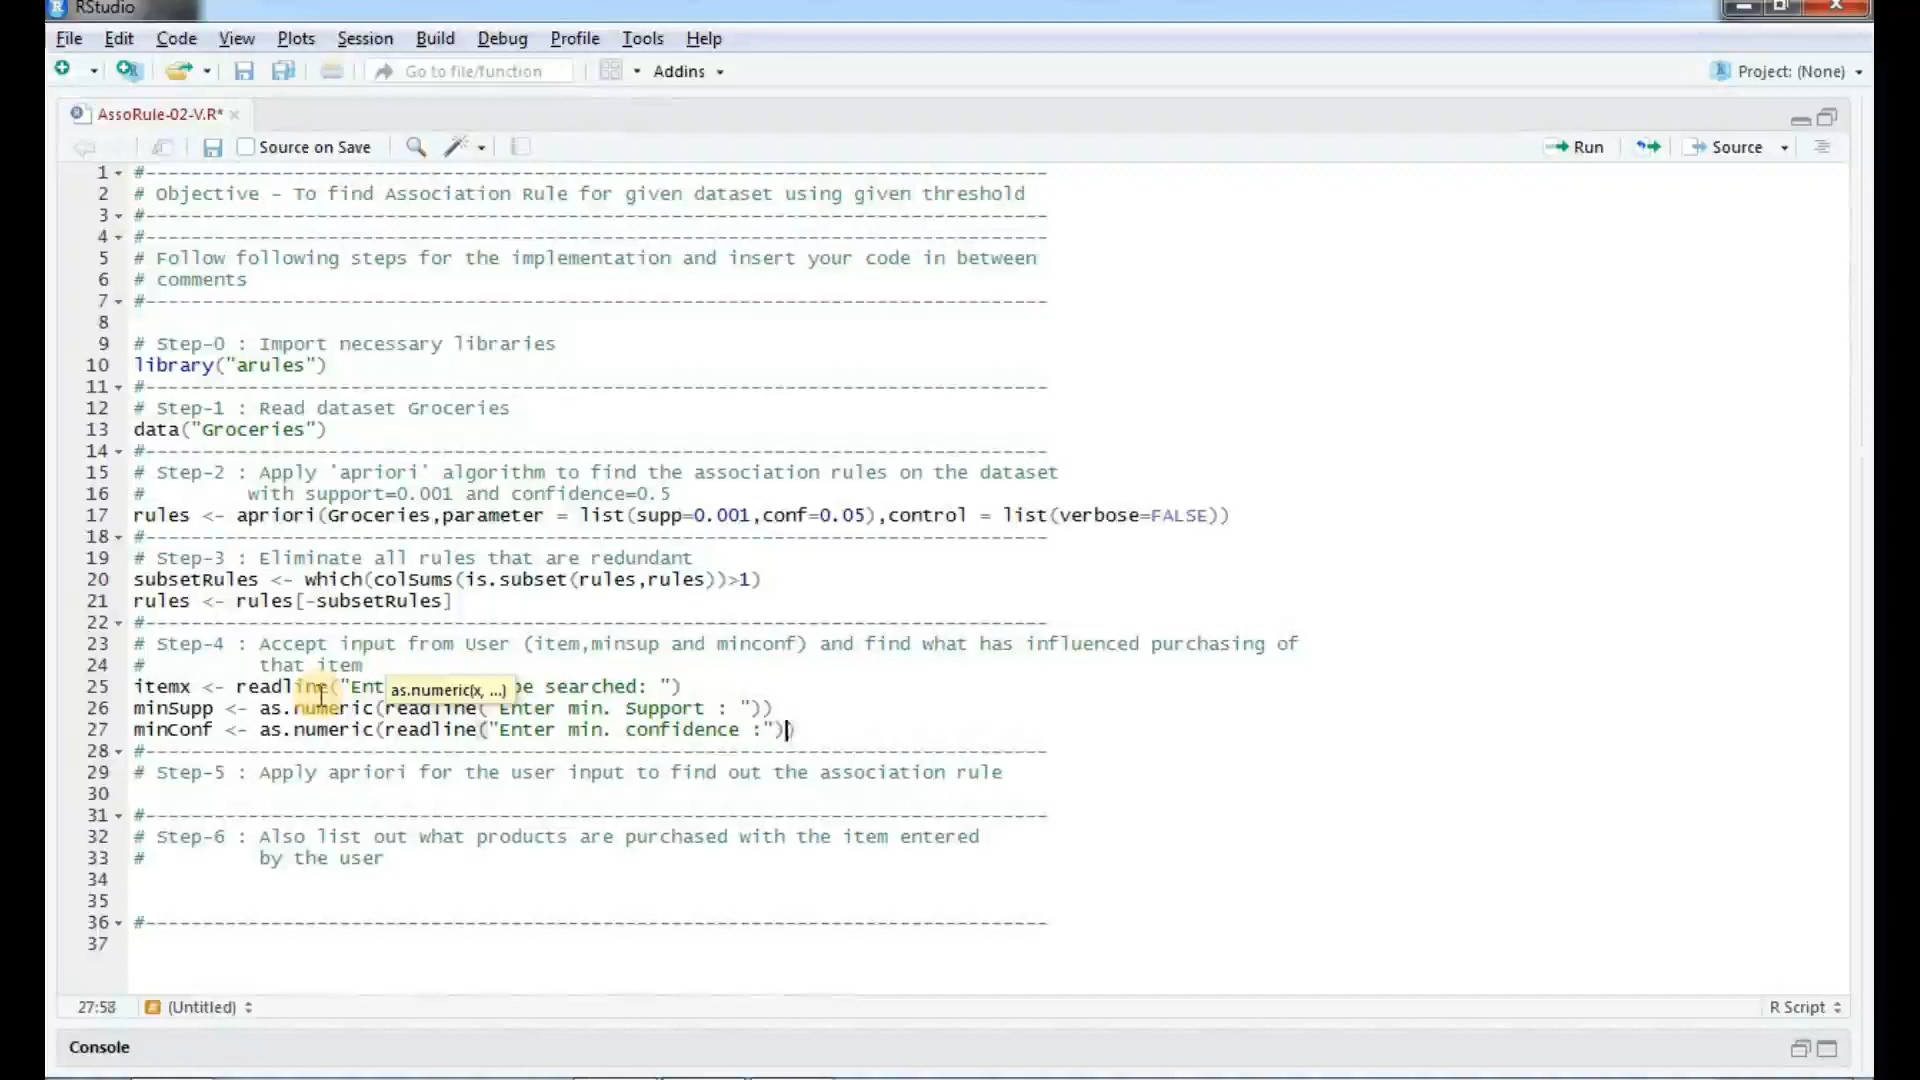 RStudio
File Edit Code View Plots Session Build Debug Profile Tools Help
Go to file/function Addins Project: (None)
AssoRule-02-V.R*
Source on Save Run Source
1 #-------------------------------------------------------------------------------
2 # Objective - To find Association Rule for given dataset using given threshold
3 #-------------------------------------------------------------------------------
4 #-------------------------------------------------------------------------------
5 # Follow following steps for the implementation and insert your code in between
6 # comments
7 #-------------------------------------------------------------------------------
8
9 # Step-0 : Import necessary libraries
10 library("arules")
11 #-------------------------------------------------------------------------------
12 # Step-1 : Read dataset Groceries
13 data("Groceries")
14 #-------------------------------------------------------------------------------
15 # Step-2 : Apply 'apriori' algorithm to find the association rules on the dataset
16 # with support=0.001 and confidence=0.5
17 rules <- apriori(Groceries,parameter = list(supp=0.001,conf=0.05),control = list(verbose=FALSE))
18 #-------------------------------------------------------------------------------
19 # Step-3 : Eliminate all rules that are redundant
20 subsetRules <- which(colSums(is.subset(rules,rules))>1)
21 rules <- rules[-subsetRules]
22 #-------------------------------------------------------------------------------
23 # Step-4 : Accept input from User (item,minsup and minconf) and find what has influenced purchasing of
24 # that item
25 itemx <- readline("Ent as.numeric(x, ...) be searched: ")
26 minSupp <- as.numeric(readline("Enter min. Support : "))
27 minConf <- as.numeric(readline("Enter min. confidence :"))
28 #-------------------------------------------------------------------------------
29 # Step-5 : Apply apriori for the user input to find out the association rule
30
31 #-------------------------------------------------------------------------------
32 # Step-6 : Also list out what products are purchased with the item entered
33 # by the user
34
35
36 #-------------------------------------------------------------------------------
37
27:58 (Untitled) R Script
Console